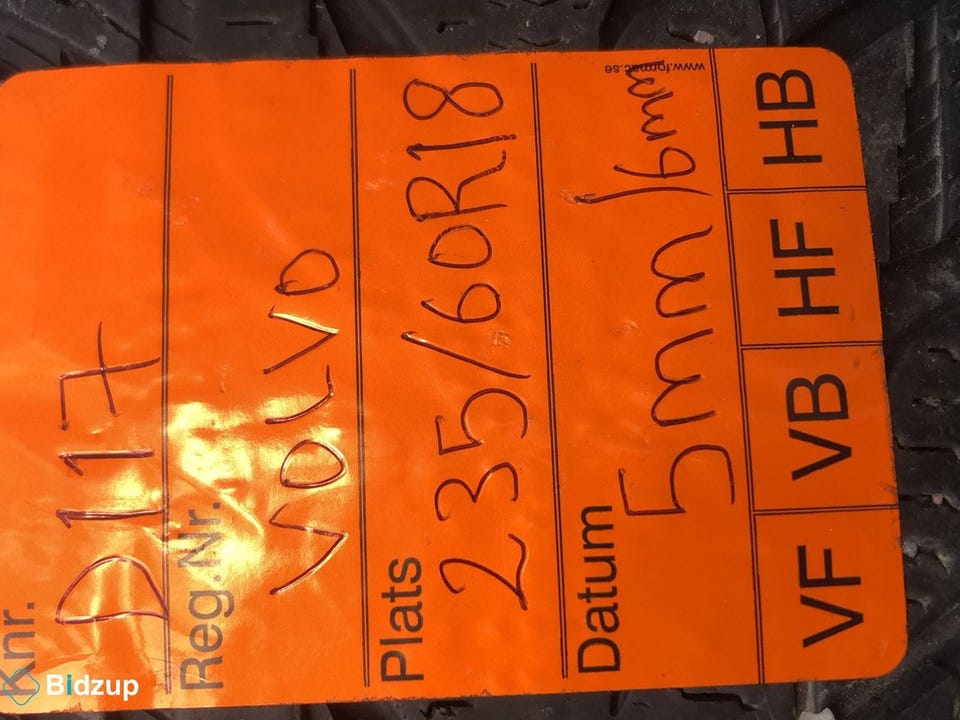 Knr.
D117
Reg.Nr.
VOLVO
Plats
235/60R18
Datum
5mm/6mm
VF VB HF HB
www.formac.se
Bidzup